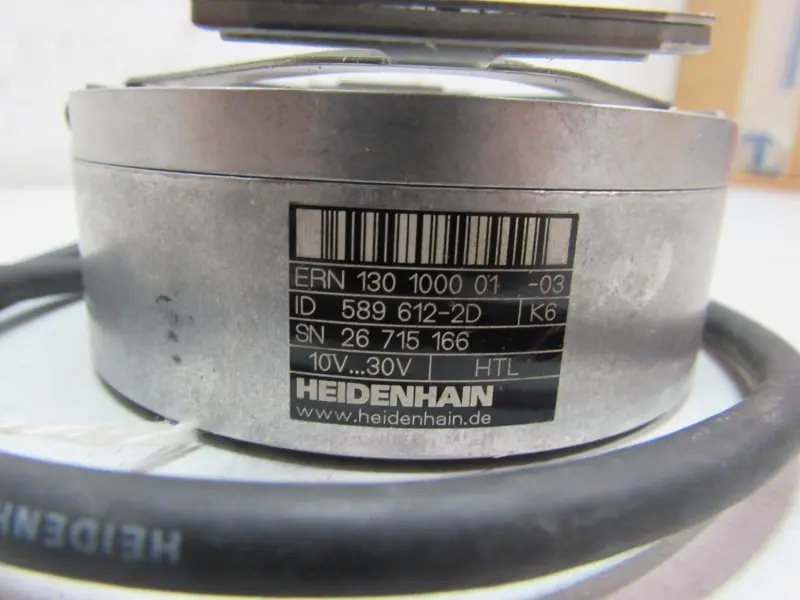 ERN 130 1000 01 -03
ID 589 612-2D K6
SN 26 715 166
10V...30V HTL
HEIDENHAIN
www.heidenhain.de
HEIDENH